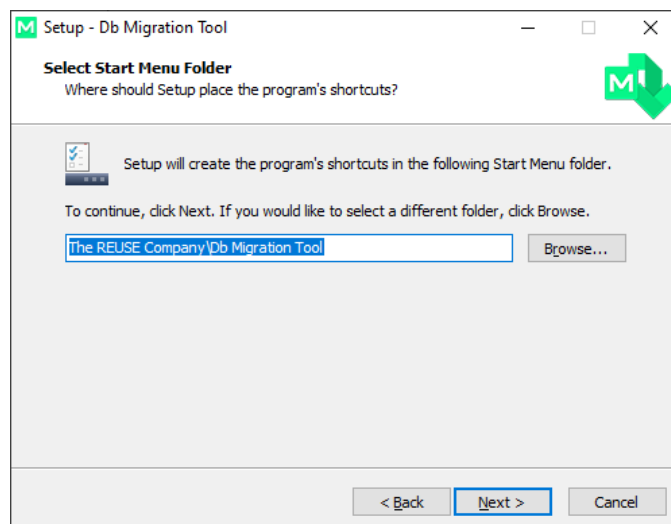 M Setup - Db Migration Tool
Select Start Menu Folder
Where should Setup place the program's shortcuts?
M
Setup will create the program's shortcuts in the following Start Menu folder.
To continue, click Next. If you would like to select a different folder, click Browse.
The REUSE Company\Db Migration Tool
Browse...
< Back
Next >
Cancel